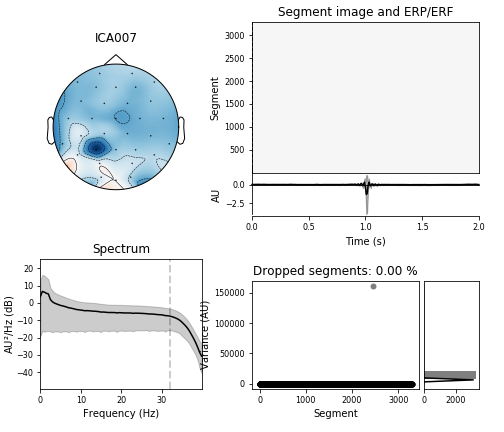 Segment image and ERP/ERF
ICA007
Segment
3000
2500
2000
1500
1000
500
AU
0.0
−2.5
0.0 0.5 1.0 1.5 2.0
Time (s)
Spectrum
AU²/Hz (dB)
20
10
0
−10
−20
−30
−40
0 10 20 30
Frequency (Hz)
Dropped segments: 0.00 %
Variance (AU)
150000
100000
50000
0
0 1000 2000 3000
Segment
0 2000